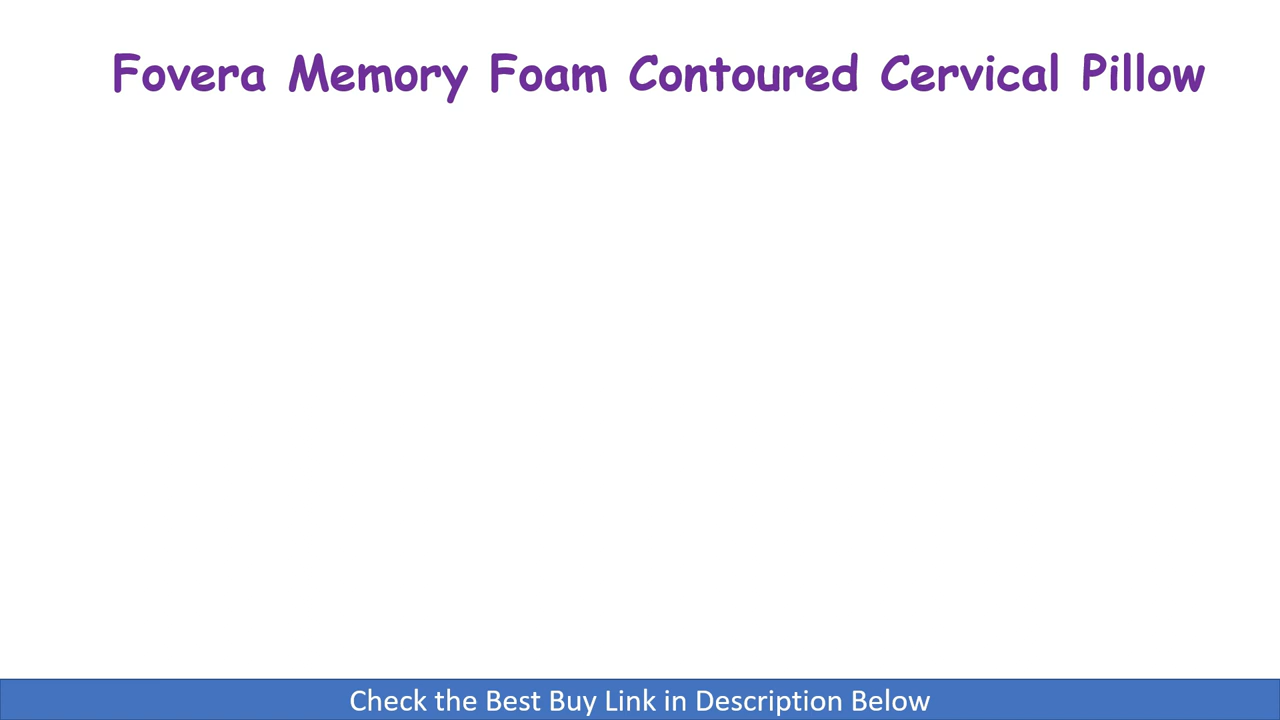 Fovera Memory Foam Contoured Cervical Pillow
Check the Best Buy Link in Description Below